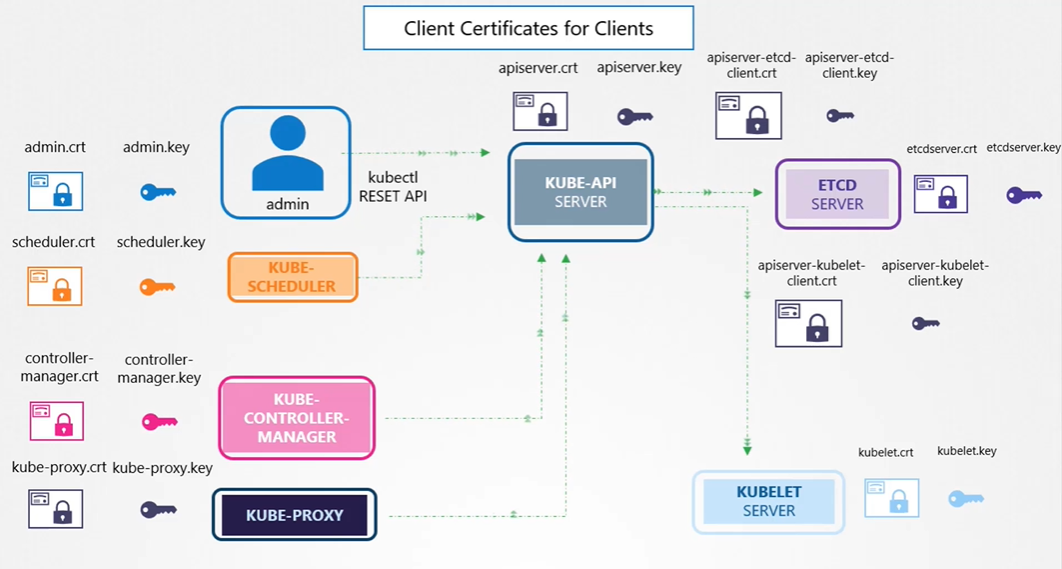 Client Certificates for Clients
apiserver.crt
apiserver.key
apiserver-etcd-
client.crt
apiserver-etcd-
client.key
admin.crt
admin.key
admin
kubectl
RESET API
KUBE-API
SERVER
ETCD
SERVER
etcdserver.crt
etcdserver.key
scheduler.crt
scheduler.key
KUBE-
SCHEDULER
apiserver-kubelet-
client.crt
apiserver-kubelet-
client.key
controller-
manager.crt
controller-
manager.key
KUBE-
CONTROLLER-
MANAGER
kube-proxy.crt
kube-proxy.key
KUBE-PROXY
KUBELET
SERVER
kubelet.crt
kubelet.key